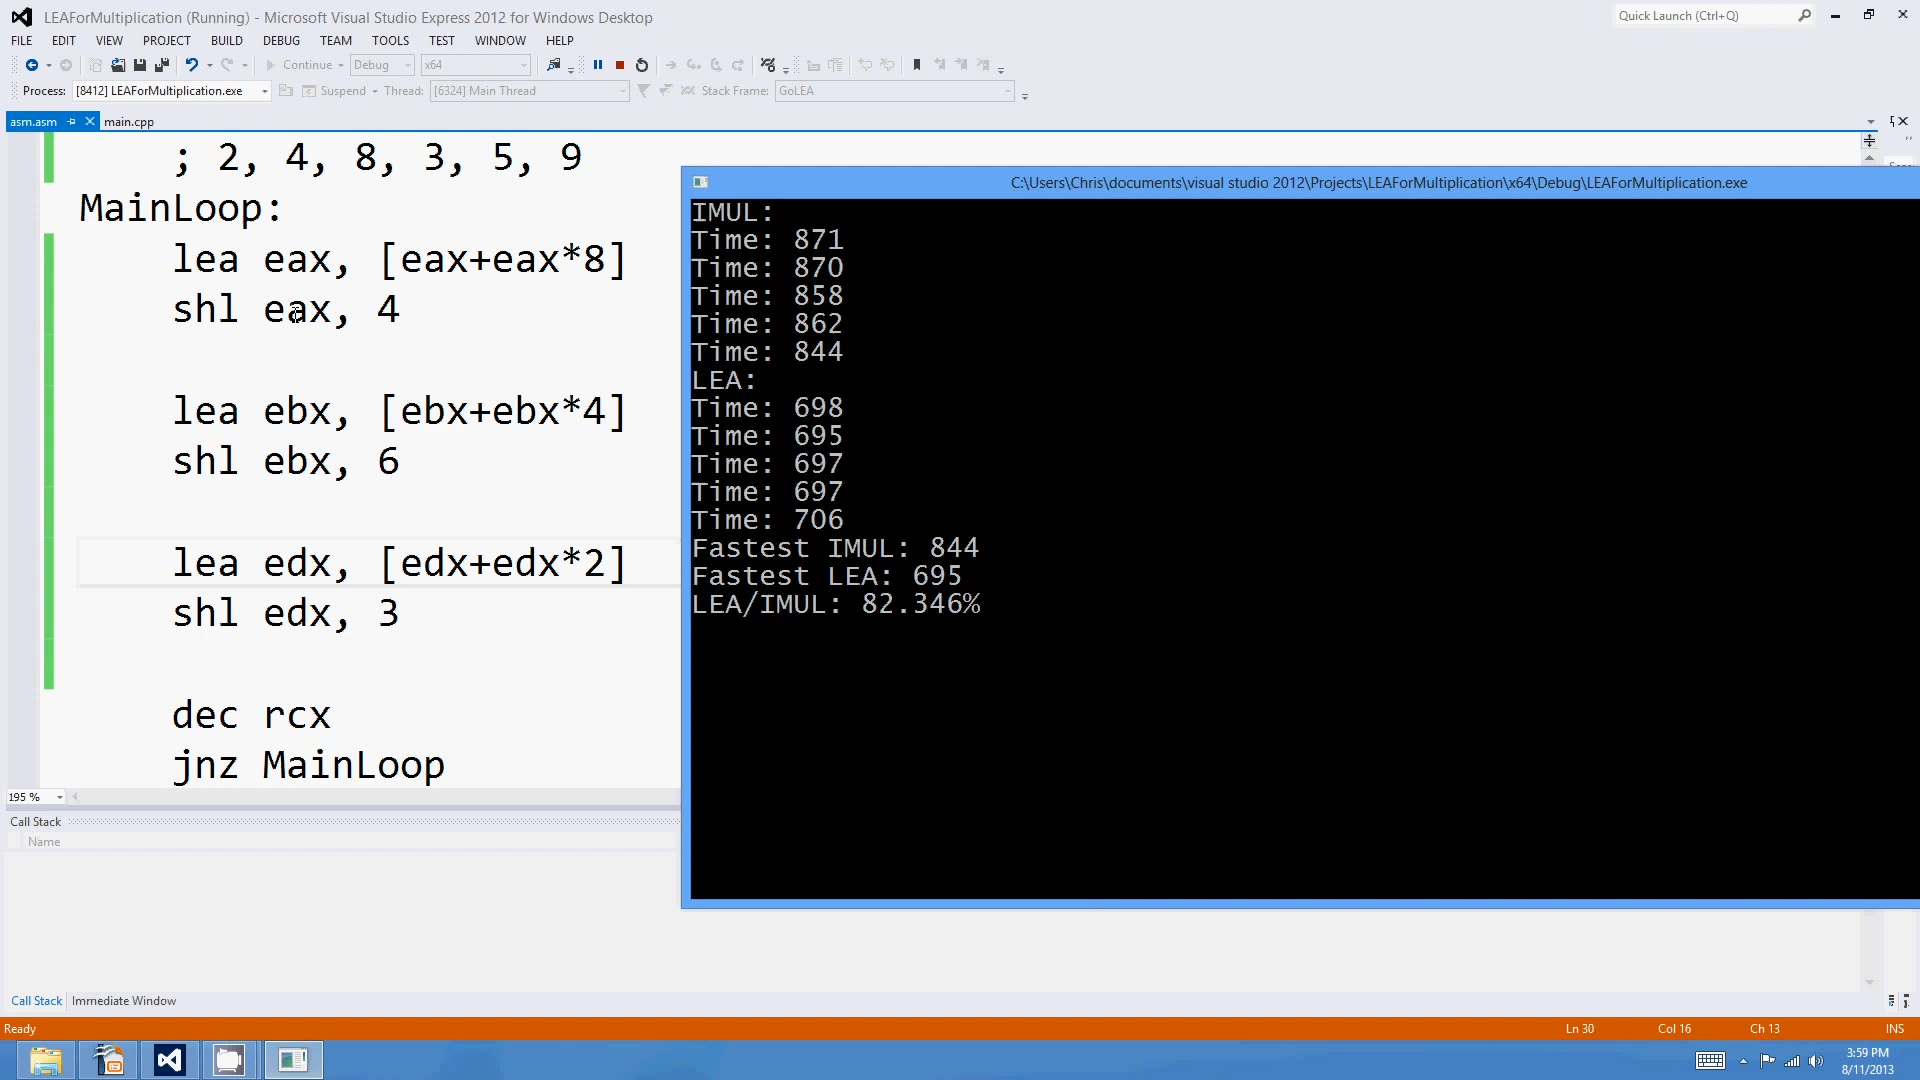 LEAForMultiplication (Running) - Microsoft Visual Studio Express 2012 for Windows Desktop
Quick Launch (Ctrl+Q)
FILE EDIT VIEW PROJECT BUILD DEBUG TEAM TOOLS TEST WINDOW HELP
Continue Debug x64
Process: [8412] LEAForMultiplication.exe Suspend Thread: [6324] Main Thread Stack Frame: GoLEA
asm.asm main.cpp
; 2, 4, 8, 3, 5, 9
MainLoop:
lea eax, [eax+eax*8]
shl eax, 4
lea ebx, [ebx+ebx*4]
shl ebx, 6
lea edx, [edx+edx*2]
shl edx, 3
dec rcx
jnz MainLoop
195 %
C:\Users\Chris\documents\visual studio 2012\Projects\LEAForMultiplication\x64\Debug\LEAForMultiplication.exe
IMUL:
Time: 871
Time: 870
Time: 858
Time: 862
Time: 844
LEA:
Time: 698
Time: 695
Time: 697
Time: 697
Time: 706
Fastest IMUL: 844
Fastest LEA: 695
LEA/IMUL: 82.346%
Call Stack
Name
Call Stack Immediate Window
Ready
Ln 30 Col 16 Ch 13 INS
3:59 PM
8/11/2013